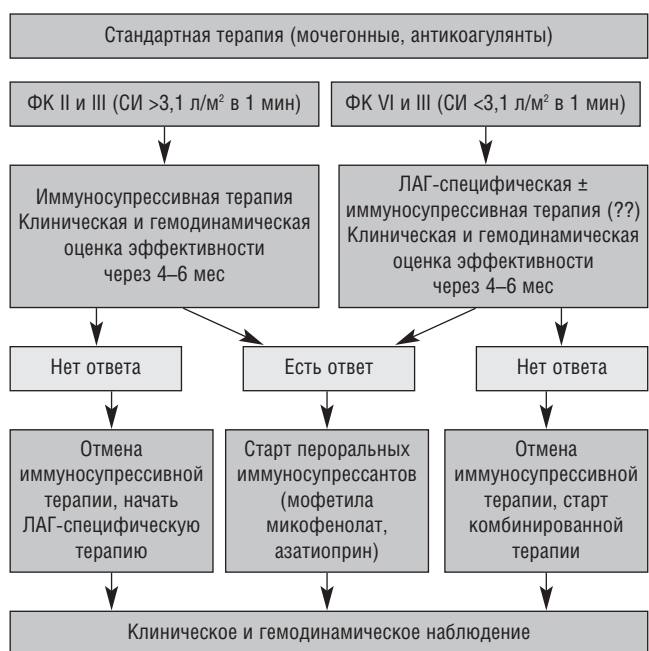 Стандартная терапия (мочегонные, антикоагулянты)
ФК II и III (СИ >3,1 л/м² в 1 мин)
ФК VI и III (СИ <3,1 л/м² в 1 мин)
Иммуносупрессивная терапия
Клиническая и гемодинамическая
оценка эффективности
через 4–6 мес
ЛАГ-специфическая ±
иммуносупрессивная терапия (??)
Клиническая и гемодинамическая
оценка эффективности
через 4–6 мес
Нет ответа
Есть ответ
Нет ответа
Отмена
иммуносупрессивной
терапии, начать
ЛАГ-специфическую
терапию
Старт пероральных
иммуносупрессантов
(мофетила
микофенолат,
азатиоприн)
Отмена
иммуносупрессивной
терапии, старт
комбинированной
терапии
Клиническое и гемодинамическое наблюдение